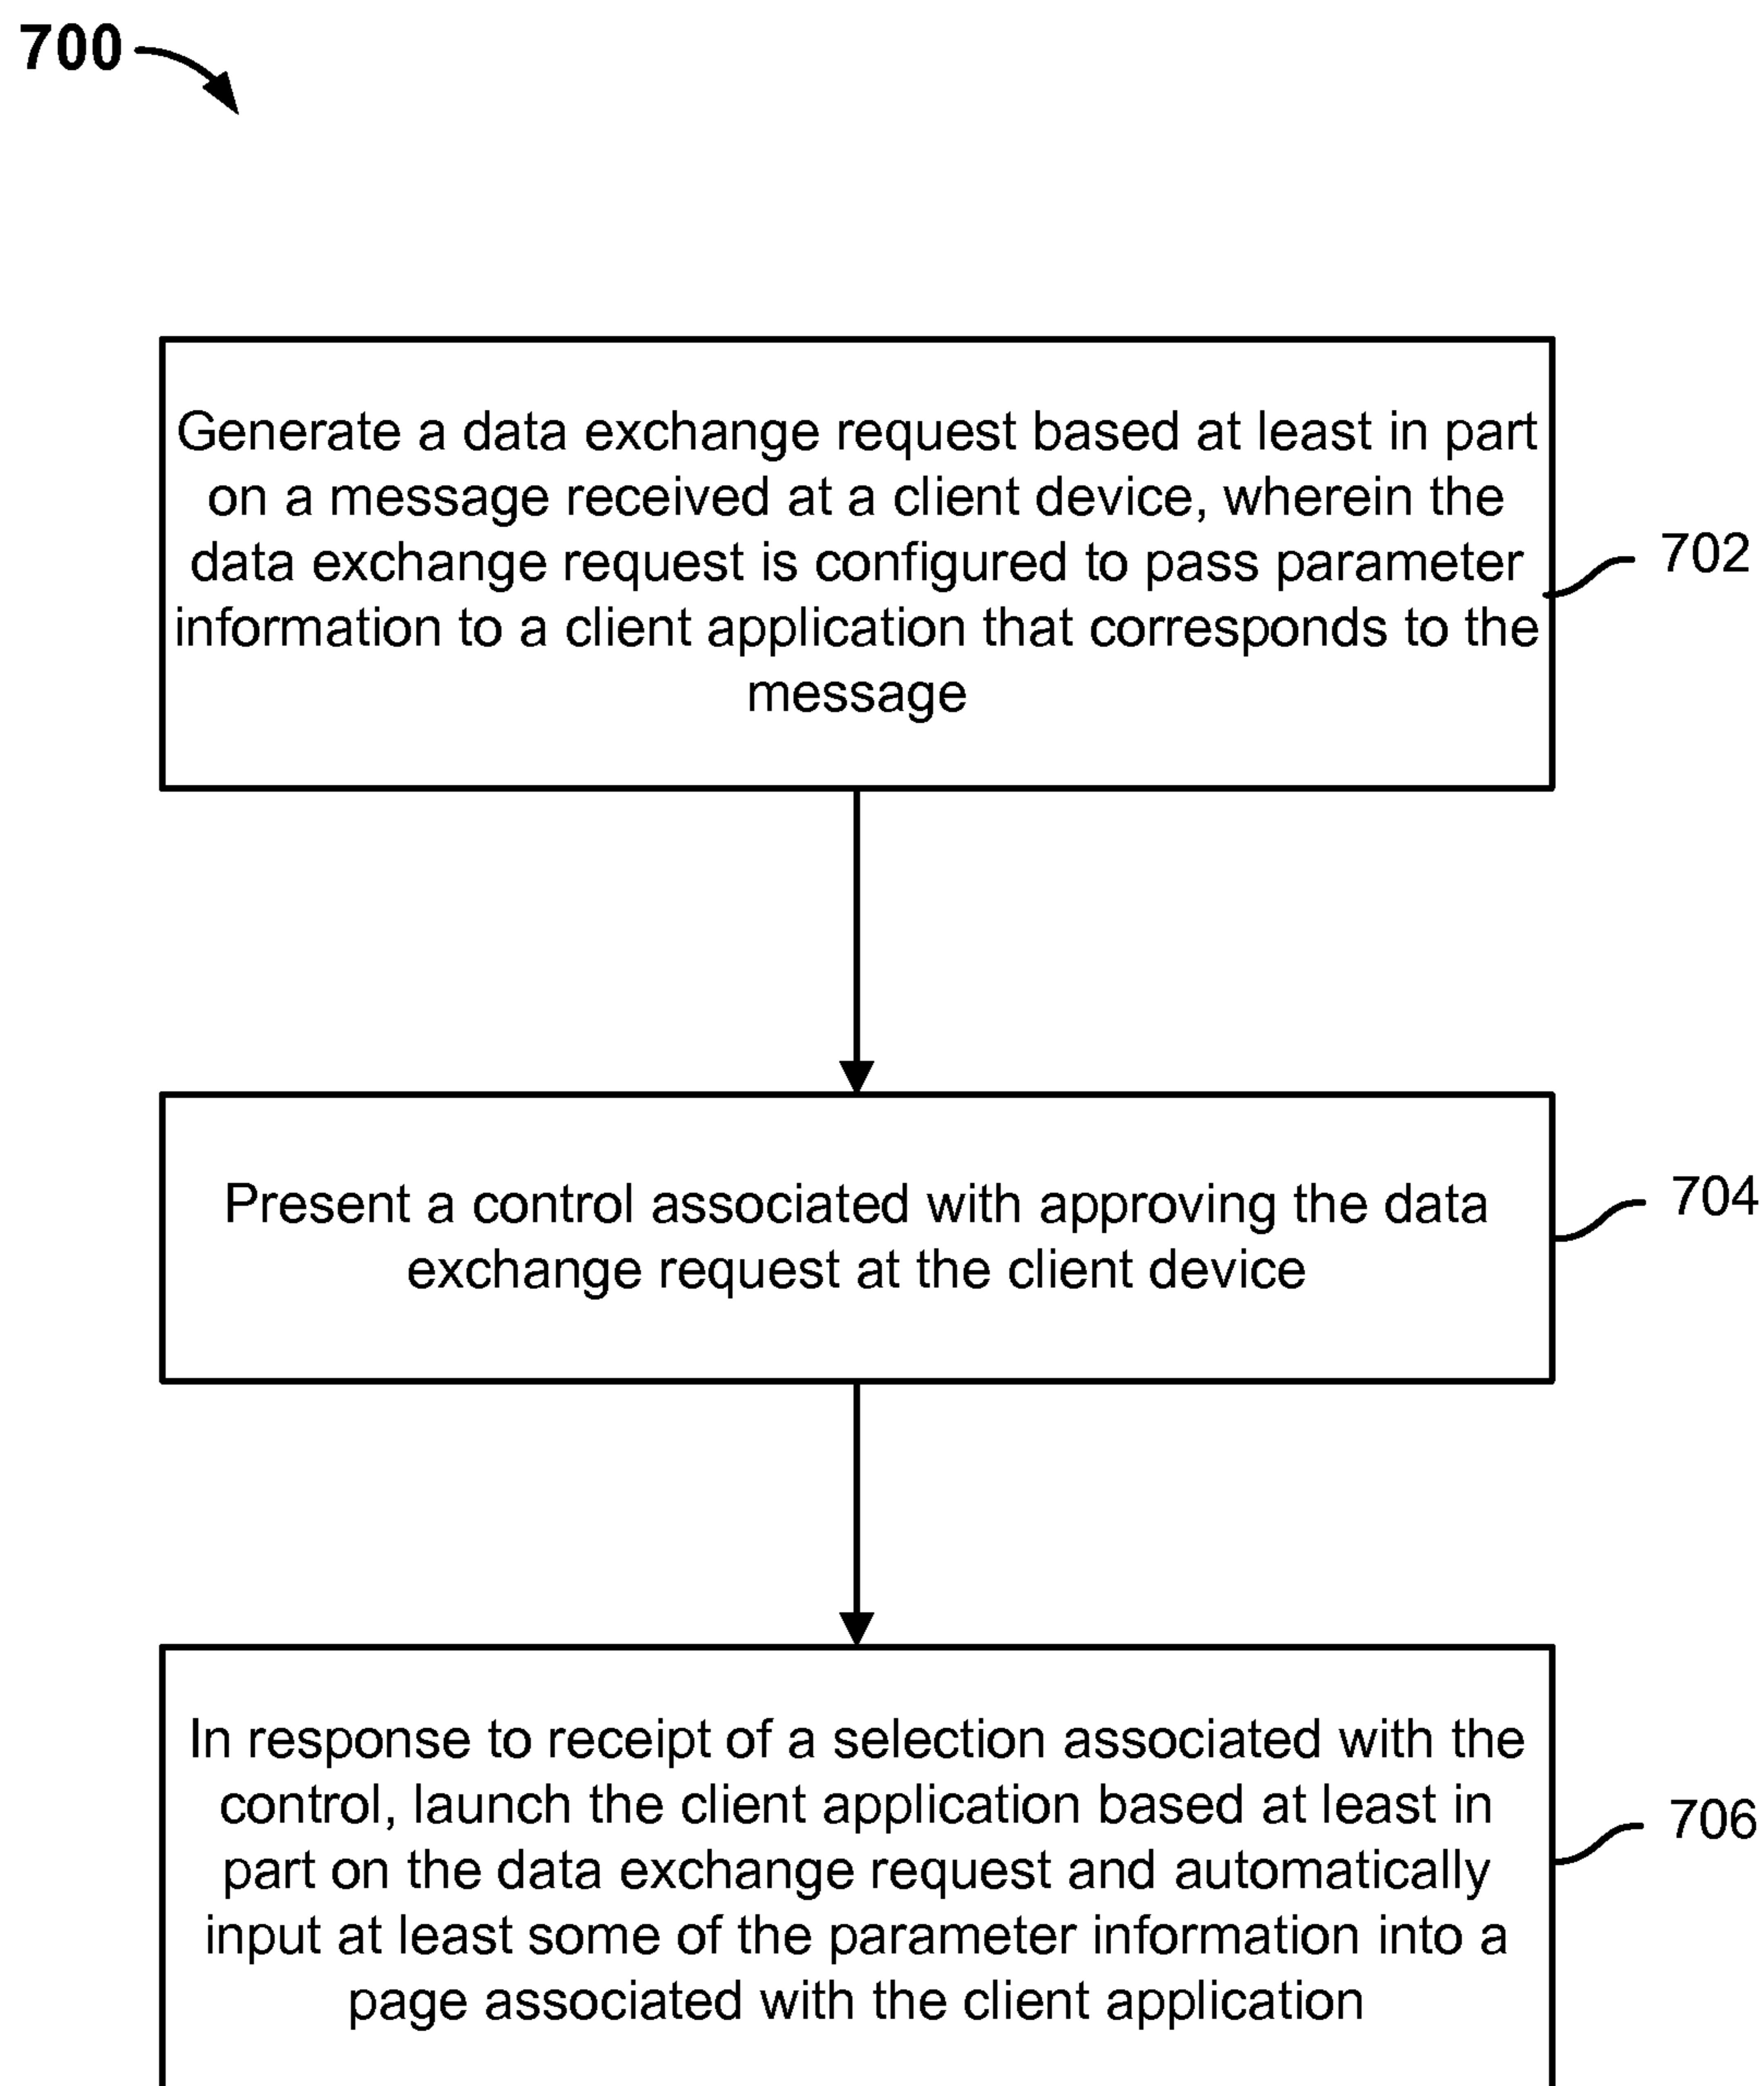 700
Generate a data exchange request based at least in part
on a message received at a client device, wherein the
data exchange request is configured to pass parameter
information to a client application that corresponds to the
message
702
Present a control associated with approving the data
exchange request at the client device
704
In response to receipt of a selection associated with the
control, launch the client application based at least in
part on the data exchange request and automatically
input at least some of the parameter information into a
page associated with the client application
706